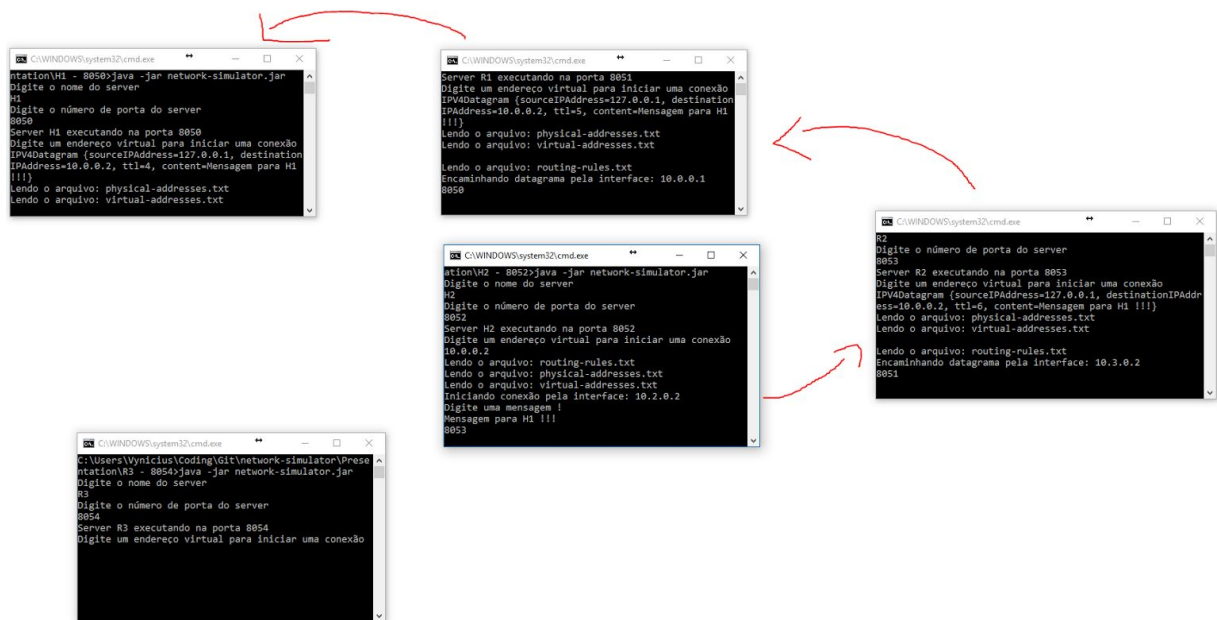 C:\WINDOWS\system32\cmd.exe
ntation\H1 - 8050>java -jar network-simulator.jar
Digite o nome do server
H1
Digite o número de porta do server
8050
Server H1 executando na porta 8050
Digite um endereço virtual para iniciar uma conexão
IPV4Datagram {sourceIPAddress=127.0.0.1, destination
IPAddress=10.0.0.2, ttl=4, content=Mensagem para H1
!!!}
Lendo o arquivo: physical-addresses.txt
Lendo o arquivo: virtual-addresses.txt
C:\WINDOWS\system32\cmd.exe
Server R1 executando na porta 8051
Digite um endereço virtual para iniciar uma conexão
IPV4Datagram {sourceIPAddress=127.0.0.1, destination
IPAddress=10.0.0.2, ttl=5, content=Mensagem para H1
!!!}
Lendo o arquivo: physical-addresses.txt
Lendo o arquivo: virtual-addresses.txt
Lendo o arquivo: routing-rules.txt
Encaminhando datagrama pela interface: 10.0.0.1
8050
C:\WINDOWS\system32\cmd.exe
R2
Digite o número de porta do server
8053
Server R2 executando na porta 8053
Digite um endereço virtual para iniciar uma conexão
IPV4Datagram {sourceIPAddress=127.0.0.1, destinationIPAddr
ess=10.0.0.2, ttl=6, content=Mensagem para H1 !!!}
Lendo o arquivo: physical-addresses.txt
Lendo o arquivo: virtual-addresses.txt
Lendo o arquivo: routing-rules.txt
Encaminhando datagrama pela interface: 10.3.0.2
8051
C:\WINDOWS\system32\cmd.exe
ation\H2 - 8052>java -jar network-simulator.jar
Digite o nome do server
H2
Digite o número de porta do server
8052
Server H2 executando na porta 8052
Digite um endereço virtual para iniciar uma conexão
10.0.0.2
Lendo o arquivo: routing-rules.txt
Lendo o arquivo: physical-addresses.txt
Lendo o arquivo: virtual-addresses.txt
Iniciando conexão pela interface: 10.2.0.2
Digite uma mensagem !
Mensagem para H1 !!!
8053
C:\WINDOWS\system32\cmd.exe
C:\Users\Vynicius\Coding\Git\network-simulator\Prese
ntation\R3 - 8054>java -jar network-simulator.jar
Digite o nome do server
R3
Digite o número de porta do server
8054
Server R3 executando na porta 8054
Digite um endereço virtual para iniciar uma conexão